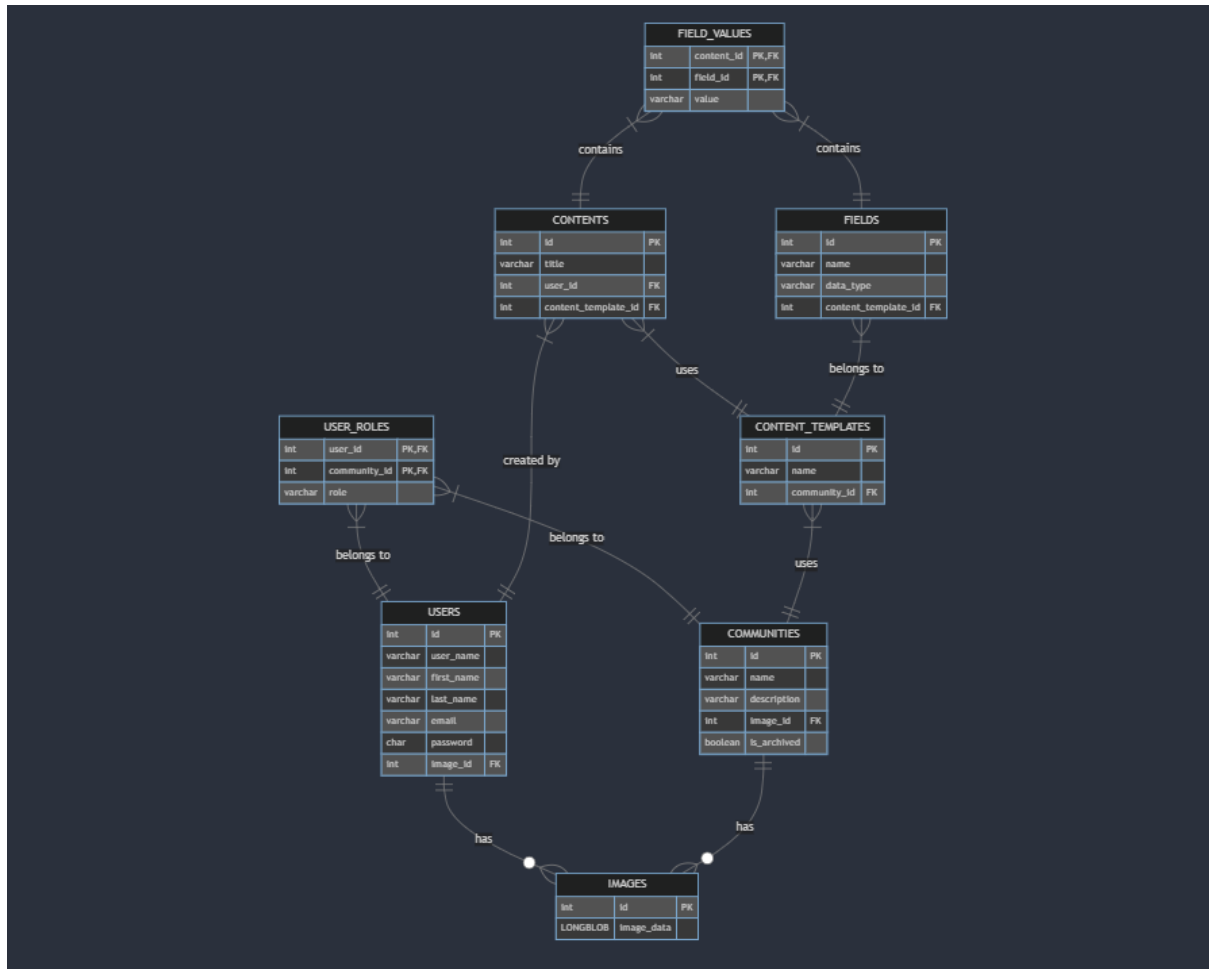 FIELD_VALUES
int content_id PK,FK
int field_id PK,FK
varchar value
contains
contains
CONTENTS
int id PK
varchar title
int user_id FK
int content_template_id FK
FIELDS
int id PK
varchar name
varchar data_type
int content_template_id FK
uses
belongs to
USER_ROLES
int user_id PK,FK
int community_id PK,FK
varchar role
CONTENT_TEMPLATES
int id PK
varchar name
int community_id FK
created by
belongs to
belongs to
uses
USERS
int id PK
varchar user_name
varchar first_name
varchar last_name
varchar email
char password
int image_id FK
COMMUNITIES
int id PK
varchar name
varchar description
int image_id FK
boolean is_archived
has
has
IMAGES
int id PK
LONGBLOB image_data